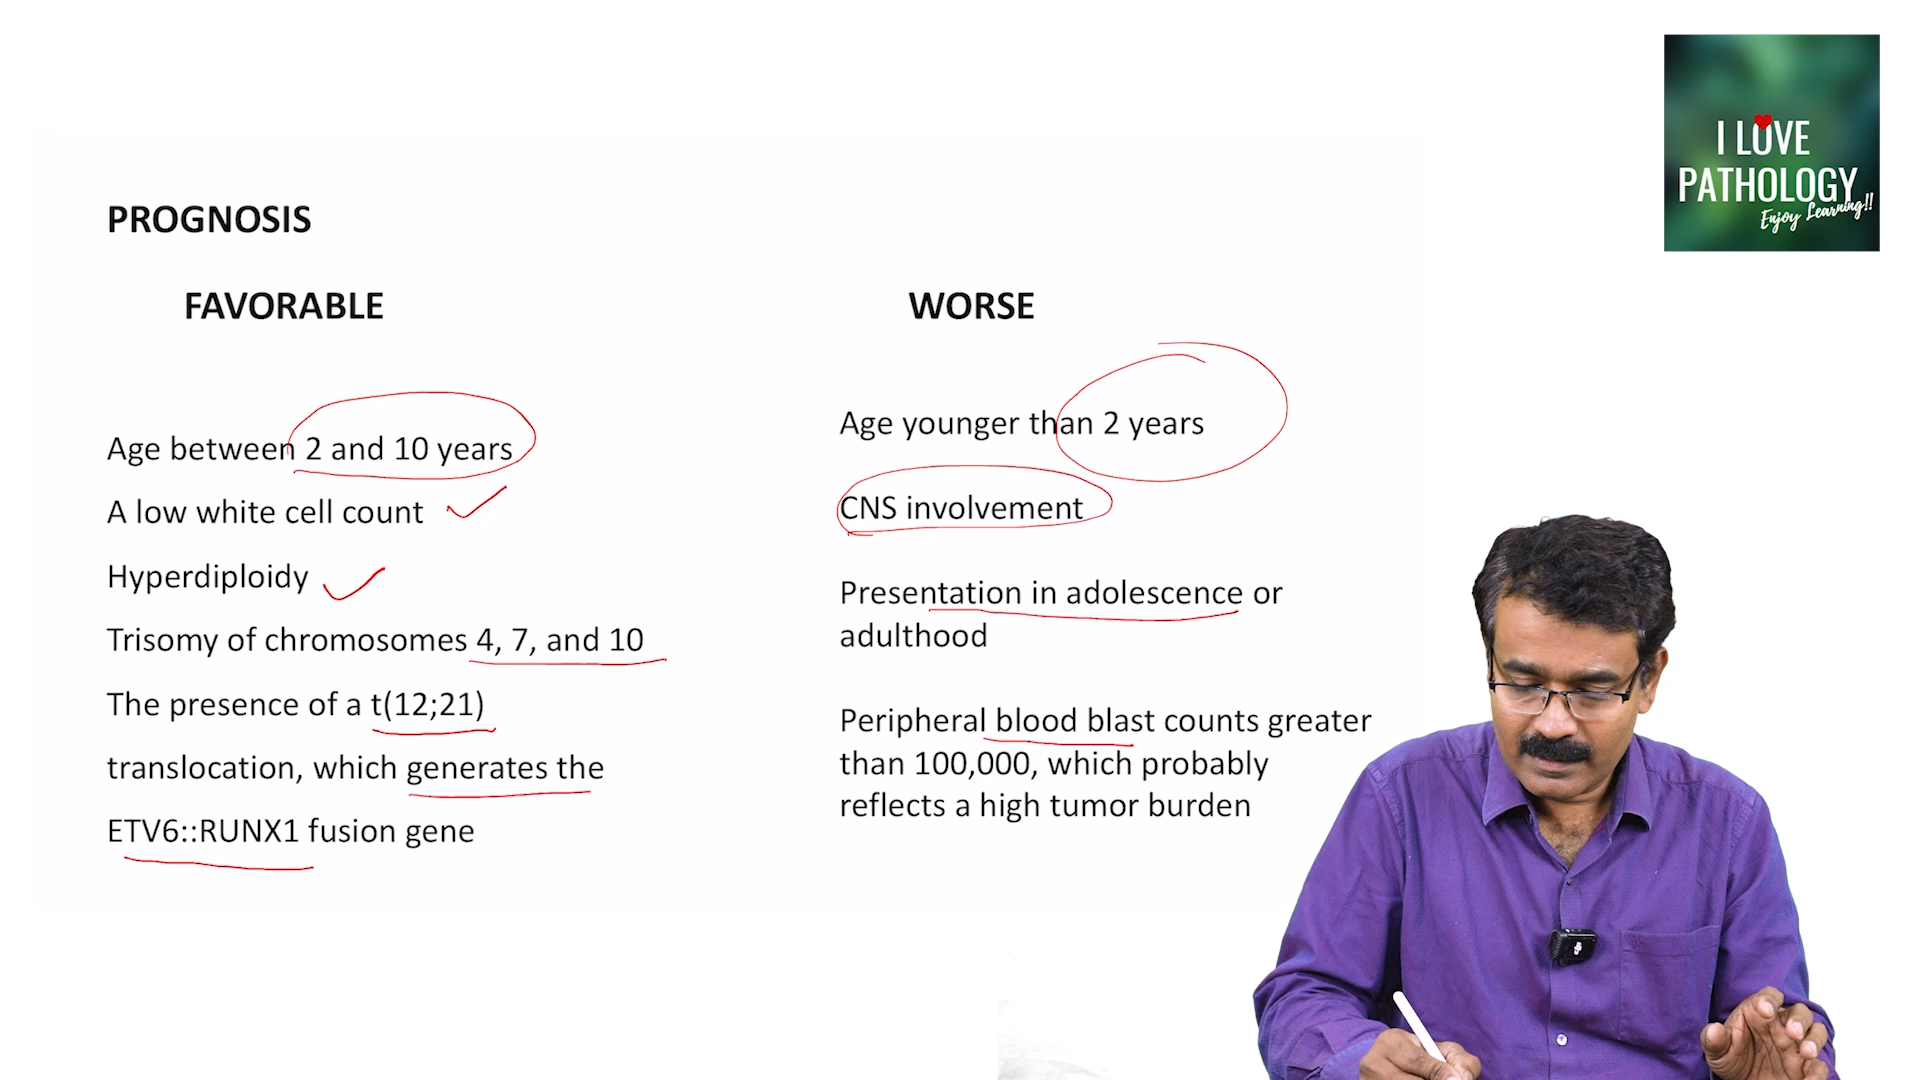 I LOVE
PATHOLOGY
Enjoy Learning!!
PROGNOSIS
FAVORABLE
Age between 2 and 10 years
A low white cell count
Hyperdiploidy
Trisomy of chromosomes 4, 7, and 10
The presence of a t(12;21)
translocation, which generates the
ETV6::RUNX1 fusion gene
WORSE
Age younger than 2 years
CNS involvement
Presentation in adolescence or
adulthood
Peripheral blood blast counts greater
than 100,000, which probably
reflects a high tumor burden